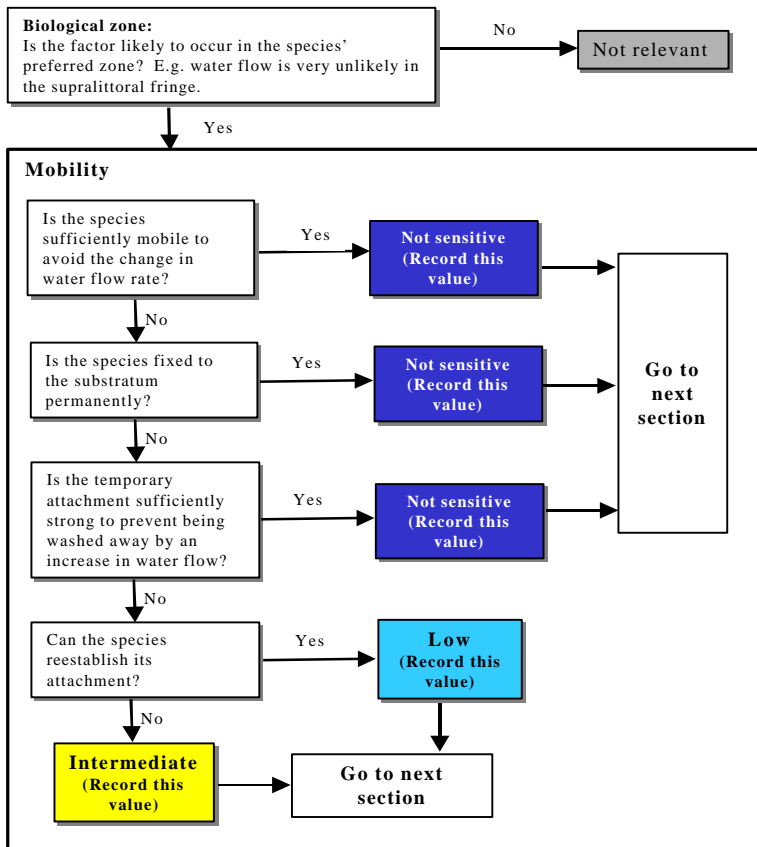 Biological zone:
Is the factor likely to occur in the species'
preferred zone? E.g. water flow is very unlikely in
the supralittoral fringe.
No
Not relevant
Yes
Mobility
Is the species
sufficiently mobile to
avoid the change in
water flow rate?
Yes
Not sensitive
(Record this
value)
No
Is the species fixed to
the substratum
permanently?
Yes
Not sensitive
(Record this
value)
Go to
next
section
No
Is the temporary
attachment sufficiently
strong to prevent being
washed away by an
increase in water flow?
Yes
Not sensitive
(Record this
value)
No
Can the species
reestablish its
attachment?
Yes
Low
(Record this
value)
No
Intermediate
(Record this
value)
Go to next
section